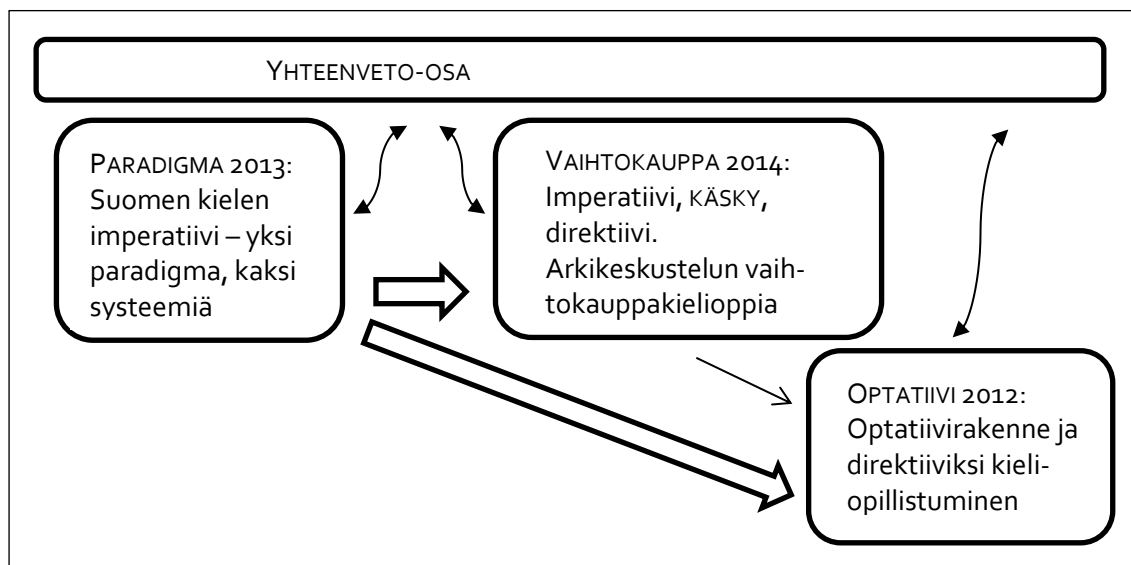 YHTEENVETO-OSA
PARADIGMA 2013:
Suomen kielen
imperatiivi – yksi
paradigma, kaksi
systeemiä
VAIHTOKAUPPA 2014:
Imperatiivi, KÄSKY,
direktiivi.
Arkikeskustelun vaih-
tokauppakielioppia
OPTATIIVI 2012:
Optatiivirakenne ja
direktiiviksi kieli-
opillistuminen